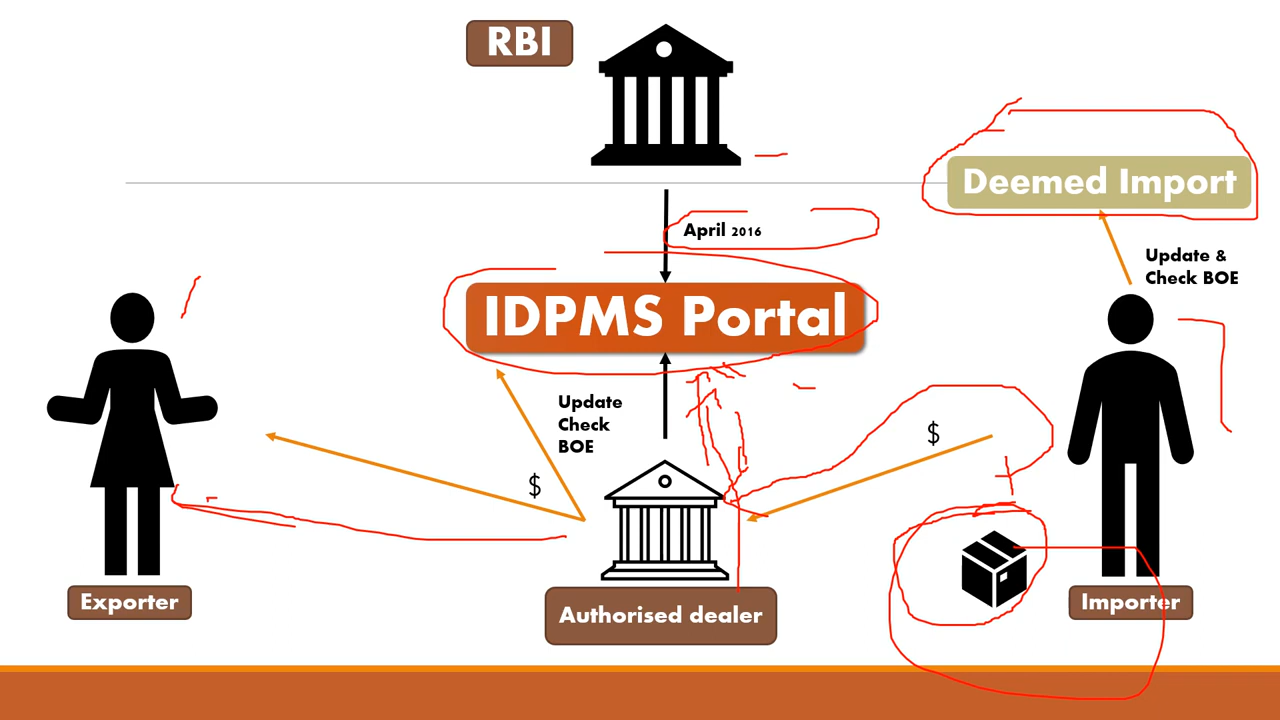 RBI
Deemed Import
April 2016
Update &
Check BOE
IDPMS Portal
Update
Check
BOE
$
$
Exporter
Authorised dealer
Importer